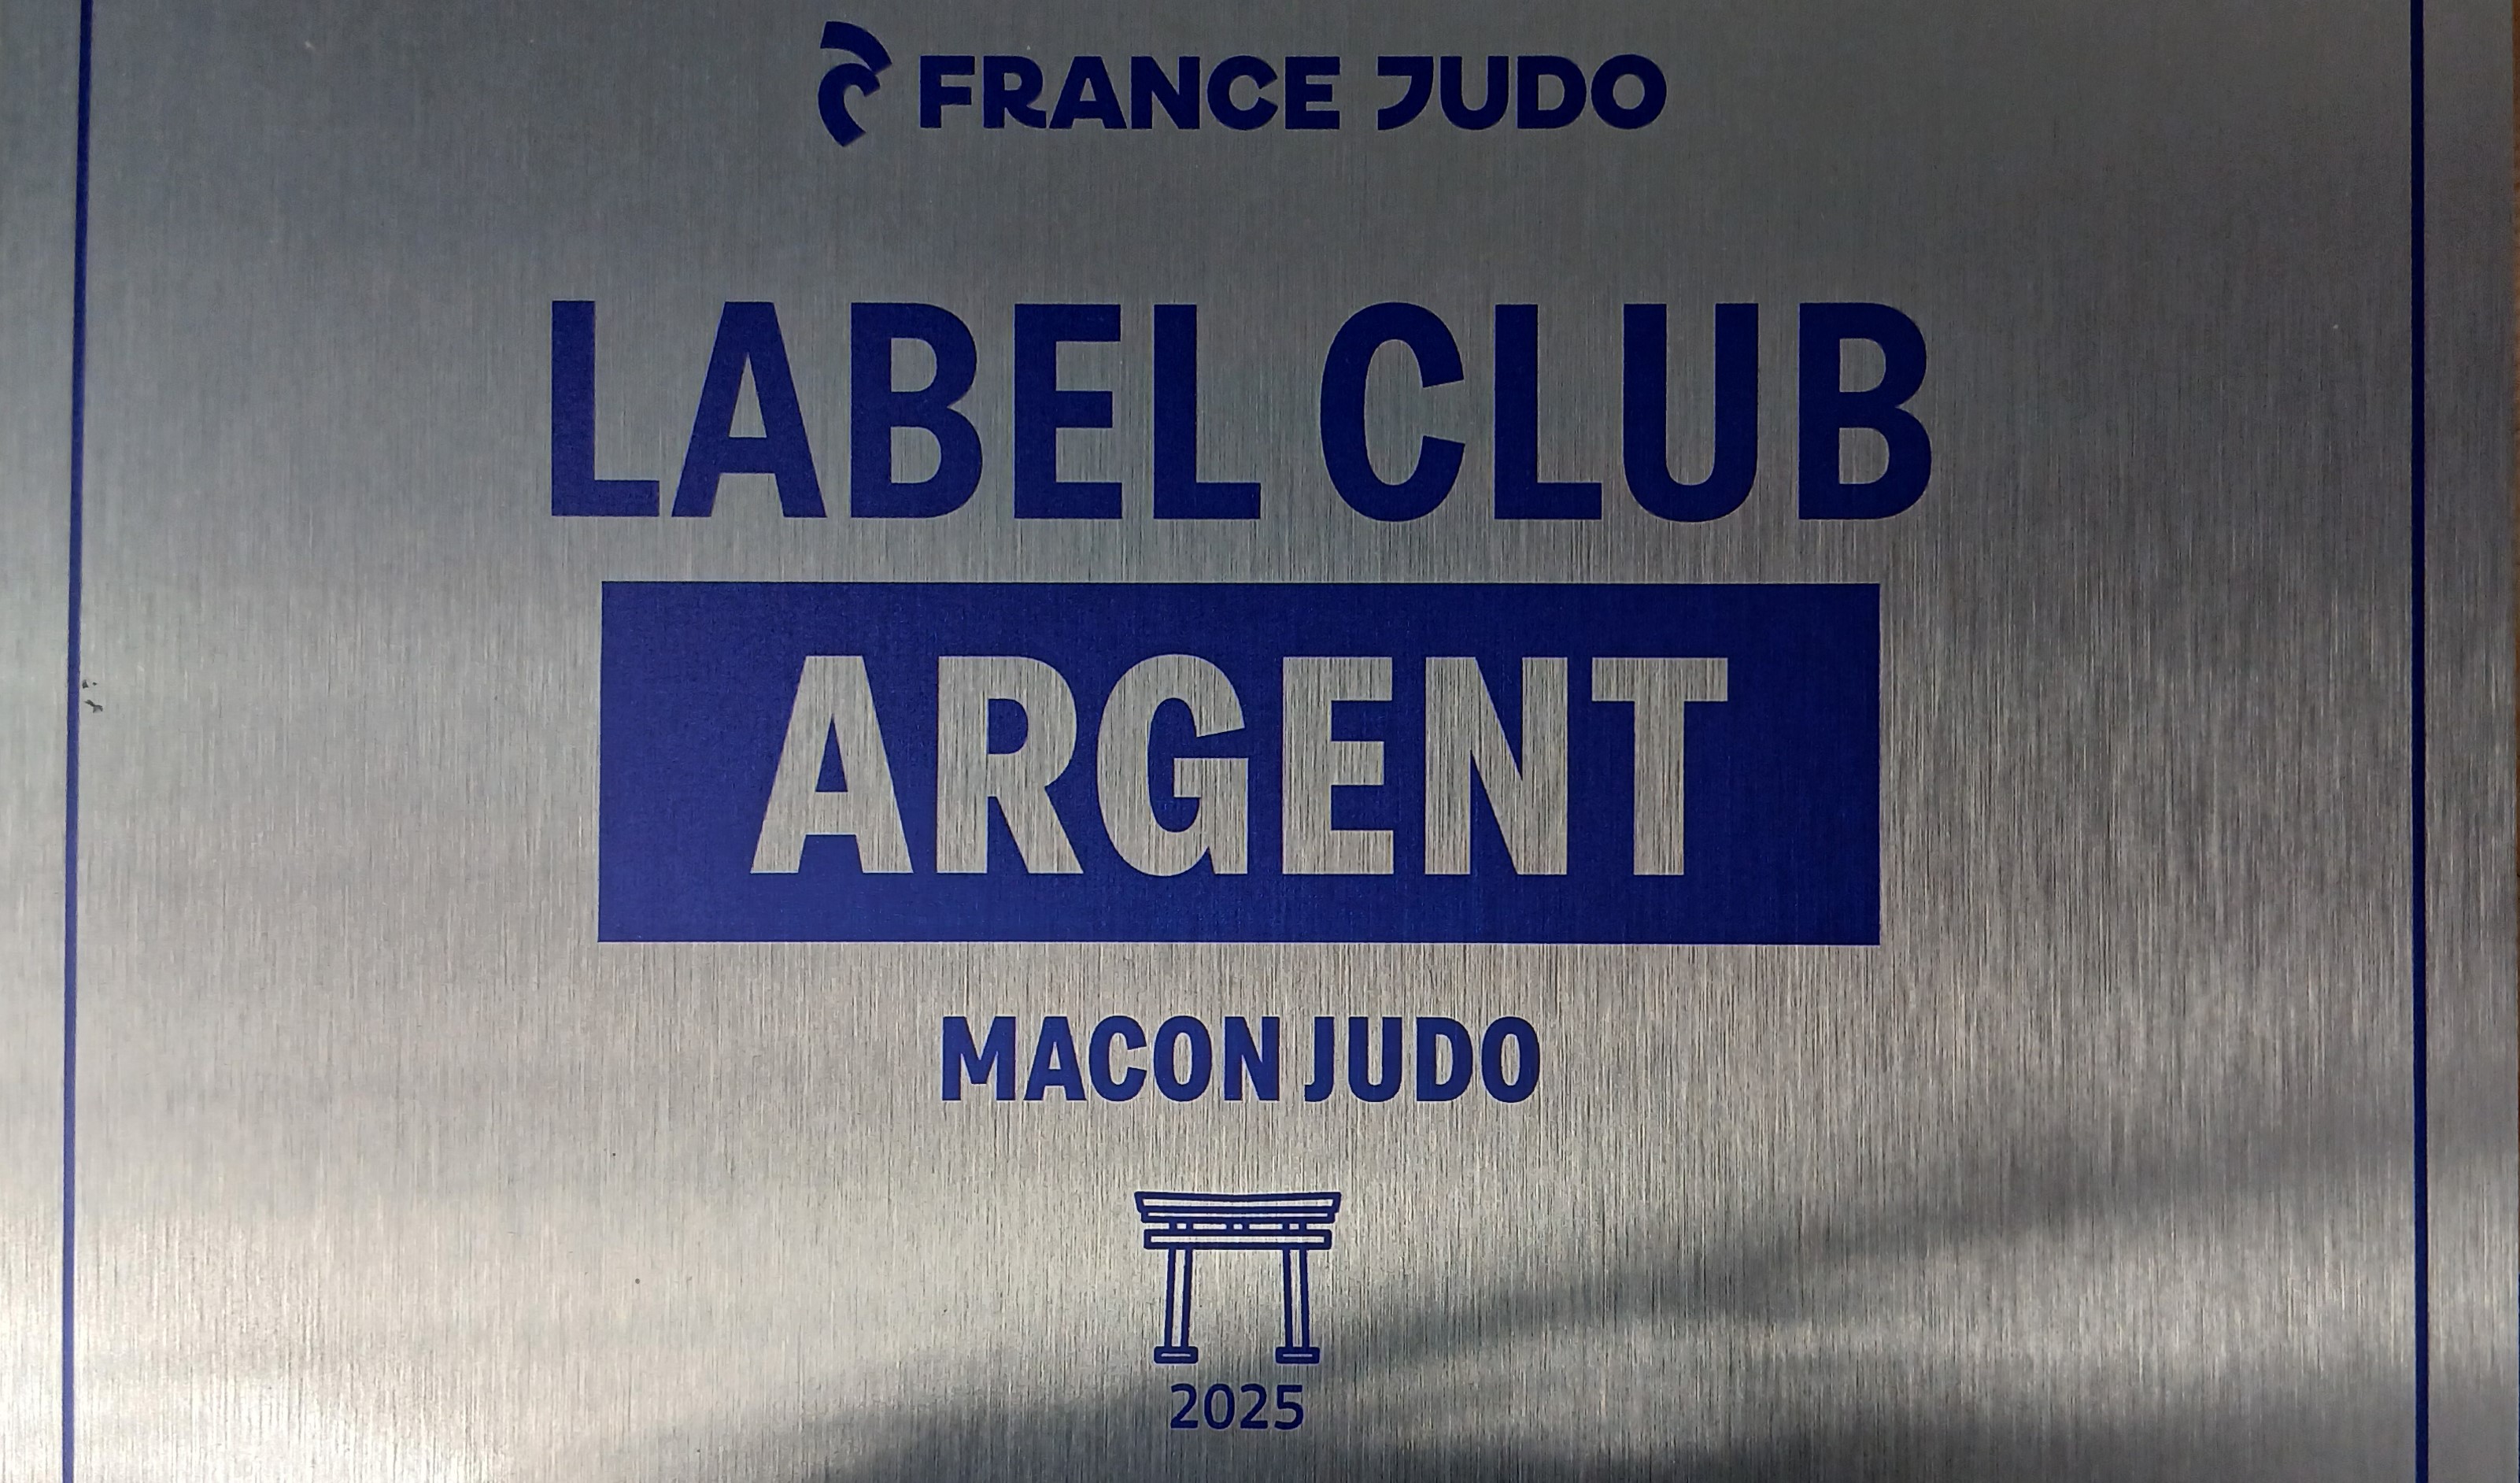 FRANCE JUDO
LABEL CLUB
ARGENT
MACON JUDO
2025